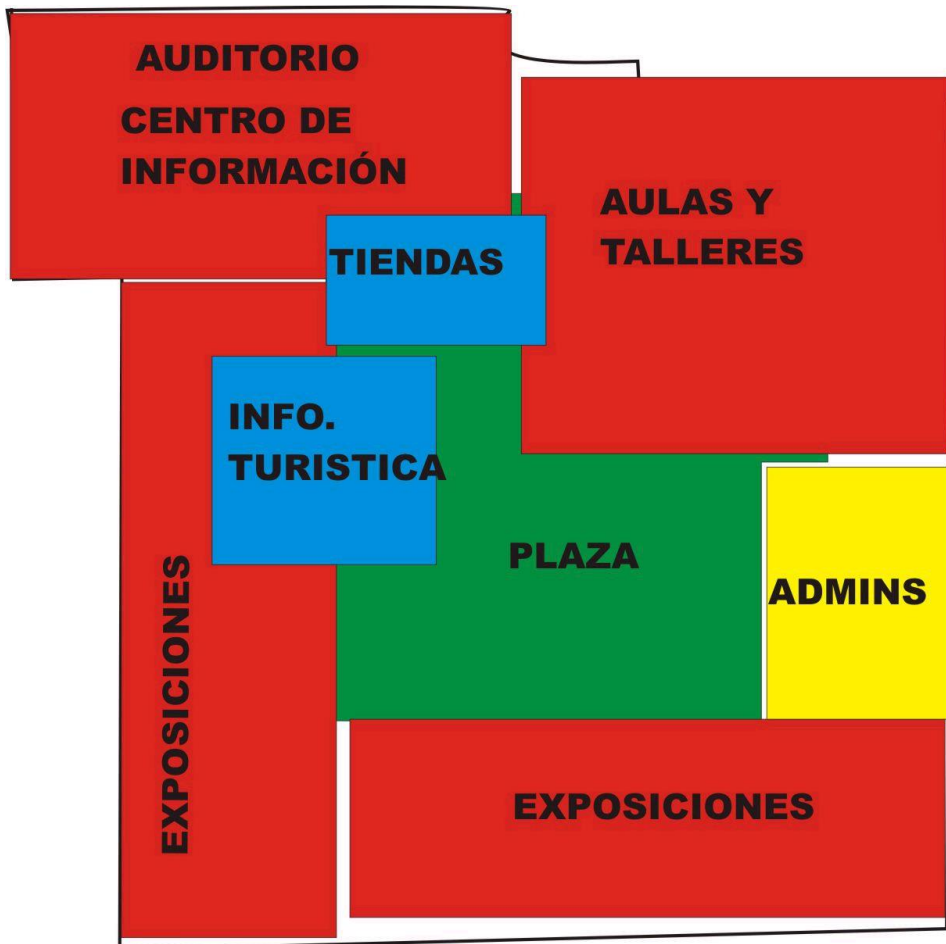 AUDITORIO
CENTRO DE
INFORMACIÓN
AULAS Y
TALLERES
TIENDAS
INFO.
TURISTICA
PLAZA
ADMINS
EXPOSICIONES
EXPOSICIONES